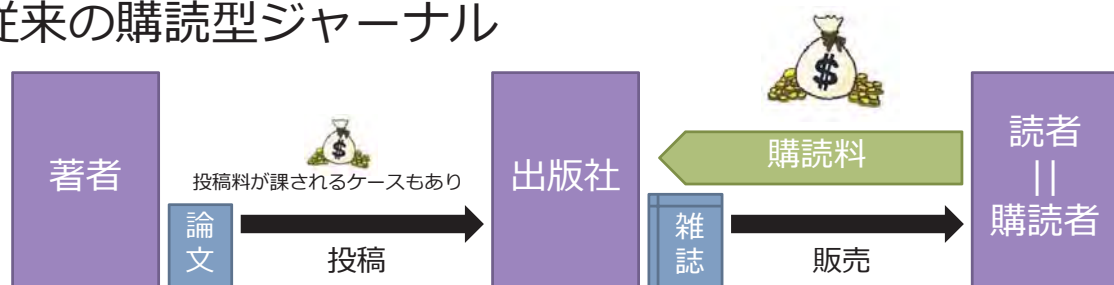 従来の購読型ジャーナル
著者
投稿料が課されるケースもあり
論
文
投稿
出版社
購読料
雑
誌
販売
読者
||
購読者